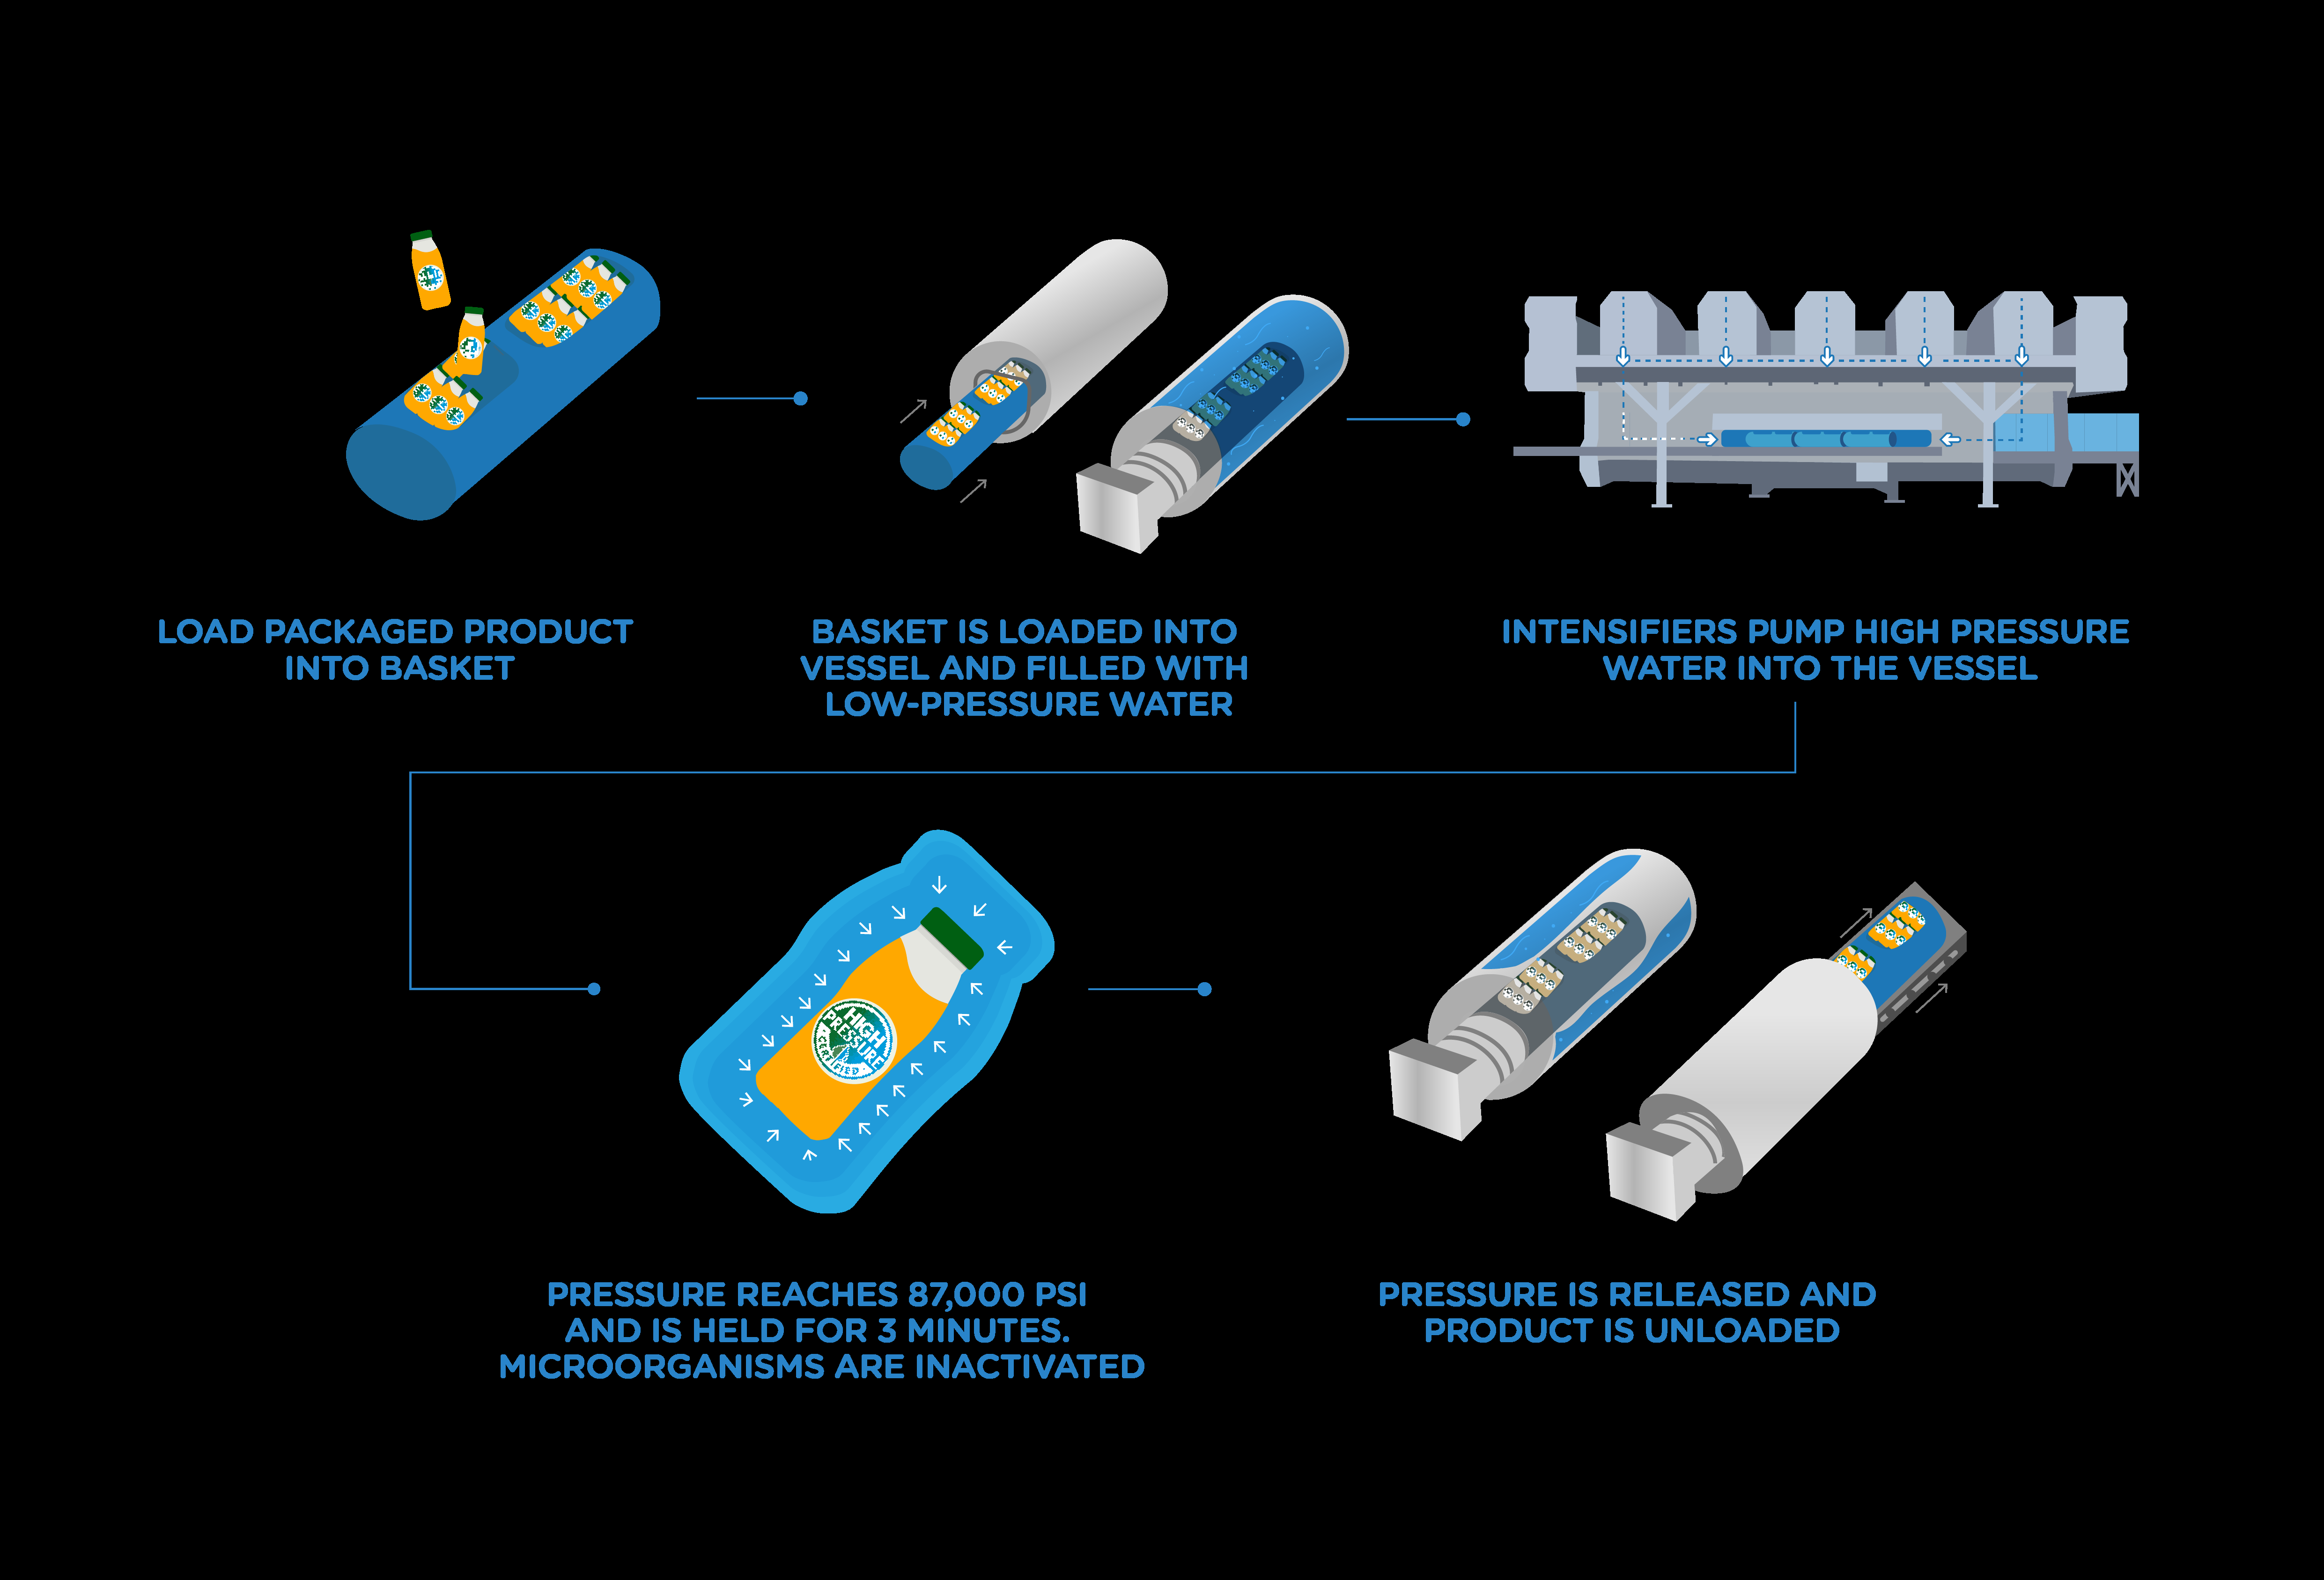 LOAD PACKAGED PRODUCT
INTO BASKET
BASKET IS LOADED INTO
VESSEL AND FILLED WITH
LOW-PRESSURE WATER
INTENSIFIERS PUMP HIGH PRESSURE
WATER INTO THE VESSEL
HIGH
PRESSURE
CERTIFIED
PRESSURE REACHES 87,000 PSI
AND IS HELD FOR 3 MINUTES.
MICROORGANISMS ARE INACTIVATED
PRESSURE IS RELEASED AND
PRODUCT IS UNLOADED